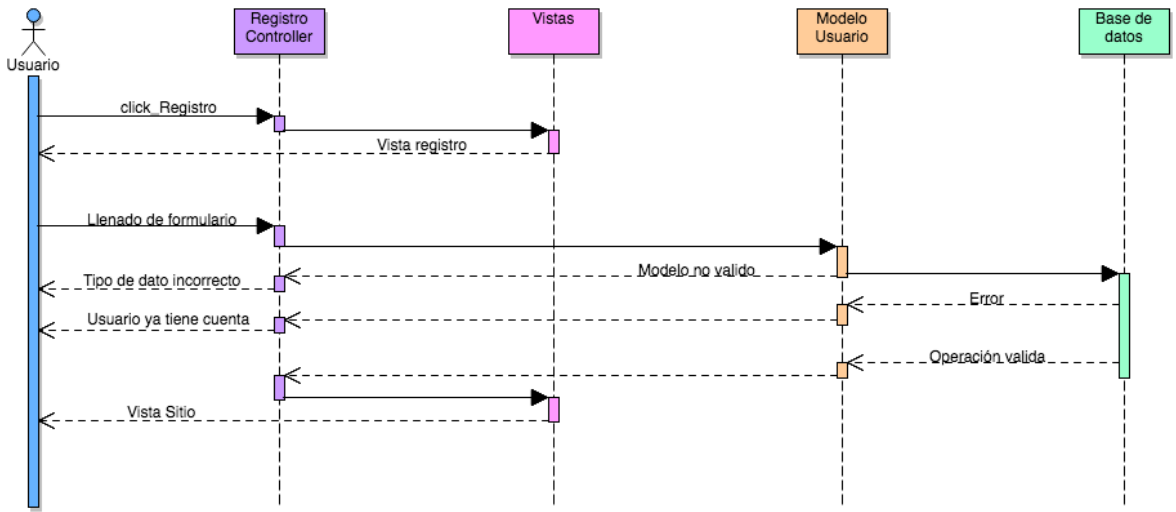 Registro
Controller
Vistas
Modelo
Usuario
Base de
datos
Usuario
click_Registro
Vista registro
Llenado de formulario
Modelo no valido
Tipo de dato incorrecto
Error
Usuario ya tiene cuenta
Operación valida
Vista Sitio